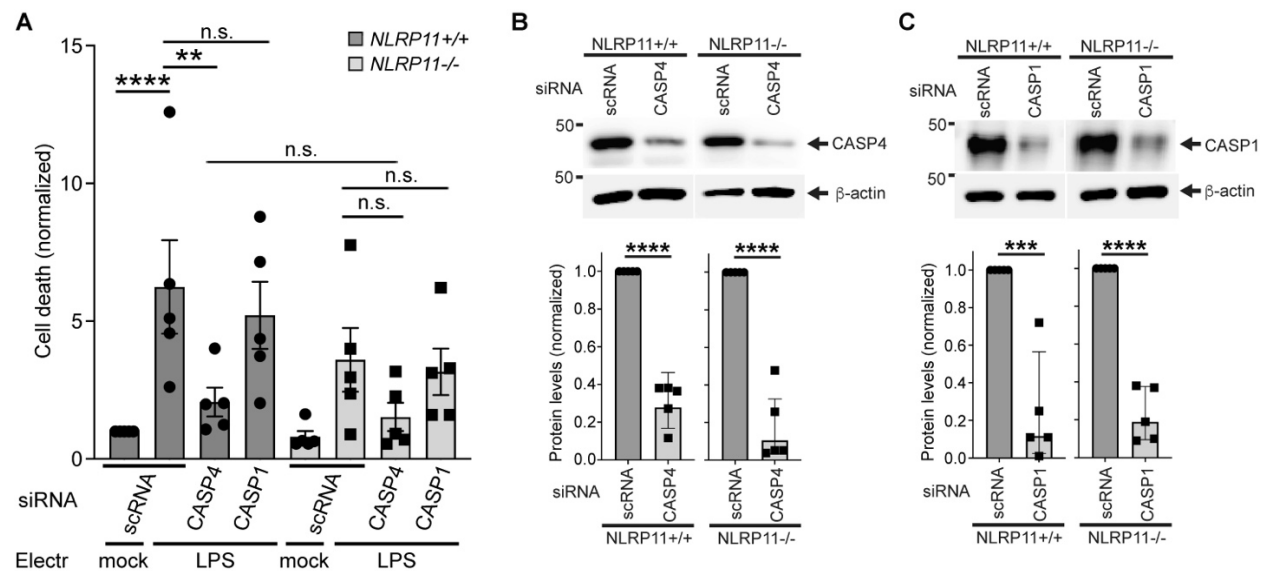 A
15
10
5
0
Cell death (normalized)
n.s.
**
****
n.s.
n.s.
n.s.
NLRP11+/+
NLRP11-/-
siRNA
scRNA
CASP4
CASP1
scRNA
CASP4
CASP1
Electr
mock
LPS
mock
LPS
B
NLRP11+/+
NLRP11-/-
siRNA
scRNA
CASP4
scRNA
CASP4
50
CASP4
50
β-actin
****
****
Protein levels (normalized)
1.0
0.8
0.6
0.4
0.2
0.0
siRNA
scRNA
CASP4
scRNA
CASP4
NLRP11+/+
NLRP11-/-
C
NLRP11+/+
NLRP11-/-
siRNA
scRNA
CASP1
scRNA
CASP1
50
CASP1
50
β-actin
***
****
Protein levels (normalized)
1.0
0.8
0.6
0.4
0.2
0.0
siRNA
scRNA
CASP1
scRNA
CASP1
NLRP11+/+
NLRP11-/-